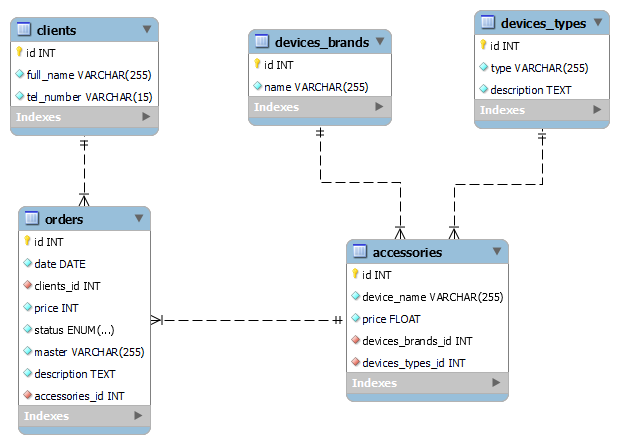 clients
id INT
full_name VARCHAR(255)
tel_number VARCHAR(15)
Indexes
devices_brands
id INT
name VARCHAR(255)
Indexes
devices_types
id INT
type VARCHAR(255)
description TEXT
Indexes
orders
id INT
date DATE
clients_id INT
price INT
status ENUM(...)
master VARCHAR(255)
description TEXT
accessories_id INT
Indexes
accessories
id INT
device_name VARCHAR(255)
price FLOAT
devices_brands_id INT
devices_types_id INT
Indexes